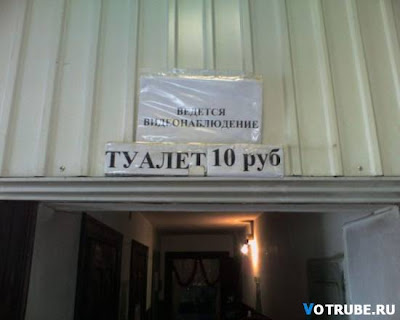 ВЕДЕТСЯ
ВИДЕОНАБЛЮДЕНИЕ
ТУАЛЕТ 10 руб
VOTRUBE.RU